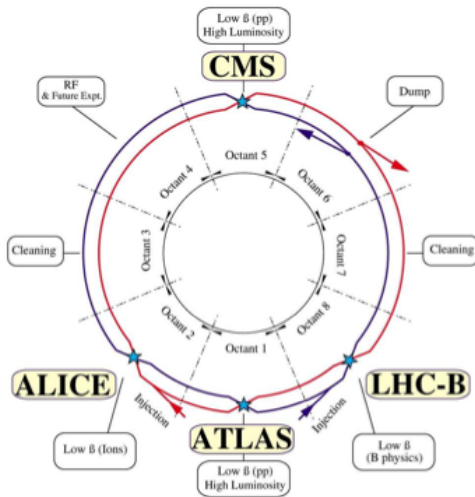 Low ß (pp)
High Luminosity
CMS
RF
& Future Expt.
Dump
Octant 5
Octant 4
Octant 6
Cleaning
Octant 3
Octant 7
Cleaning
Octant 2
Octant 8
Octant 1
ALICE
LHC-B
Injection
Injection
ATLAS
Low ß (Ions)
Low ß
(B physics)
Low ß (pp)
High Luminosity